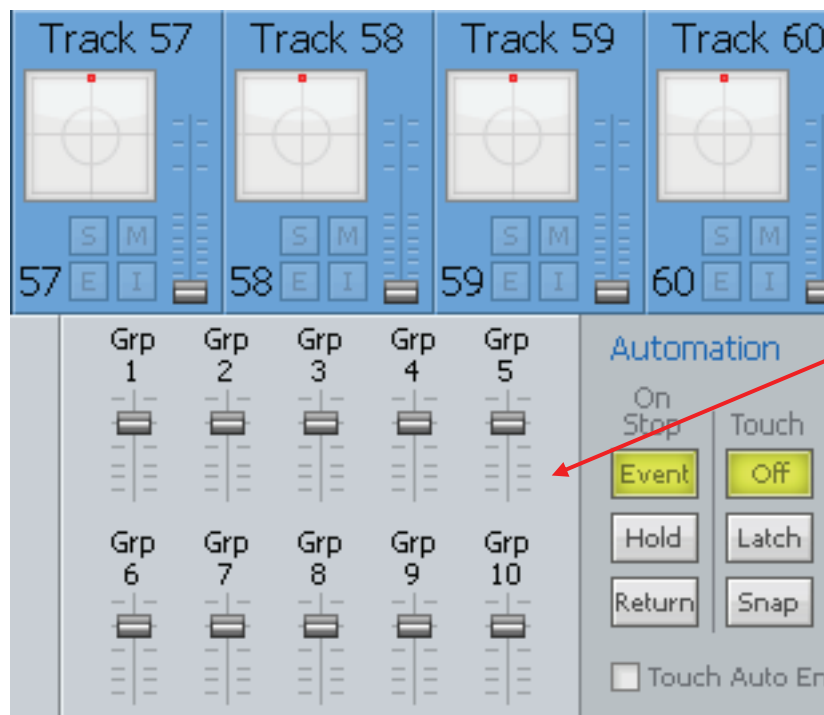 Track 57 Track 58 Track 59 Track 60
S M S M S M S M
57 E I 58 E I 59 E I 60 E I
Grp 1 Grp 2 Grp 3 Grp 4 Grp 5
Grp 6 Grp 7 Grp 8 Grp 9 Grp 10
Automation
On Stop Touch
Event Off
Hold Latch
Return Snap
Touch Auto En